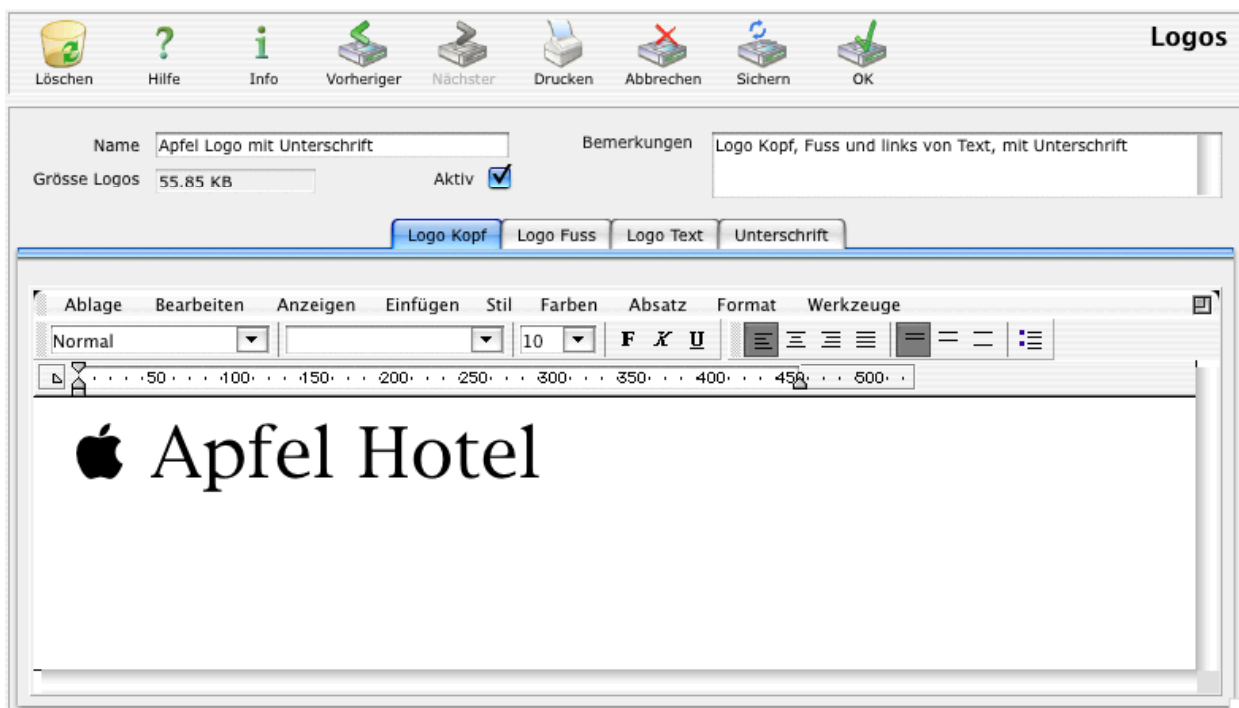 Logos
Löschen Hilfe Info Vorheriger Nächster Drucken Abbrechen Sichern OK
Name Apfel Logo mit Unterschrift Bemerkungen Logo Kopf, Fuss und links von Text, mit Unterschrift
Grösse Logos 55.85 KB Aktiv
Logo Kopf Logo Fuss Logo Text Unterschrift
Ablage Bearbeiten Anzeigen Einfügen Stil Farben Absatz Format Werkzeuge
Normal 10 F K U
50 100 150 200 250 300 350 400 450 500
Apfel Hotel